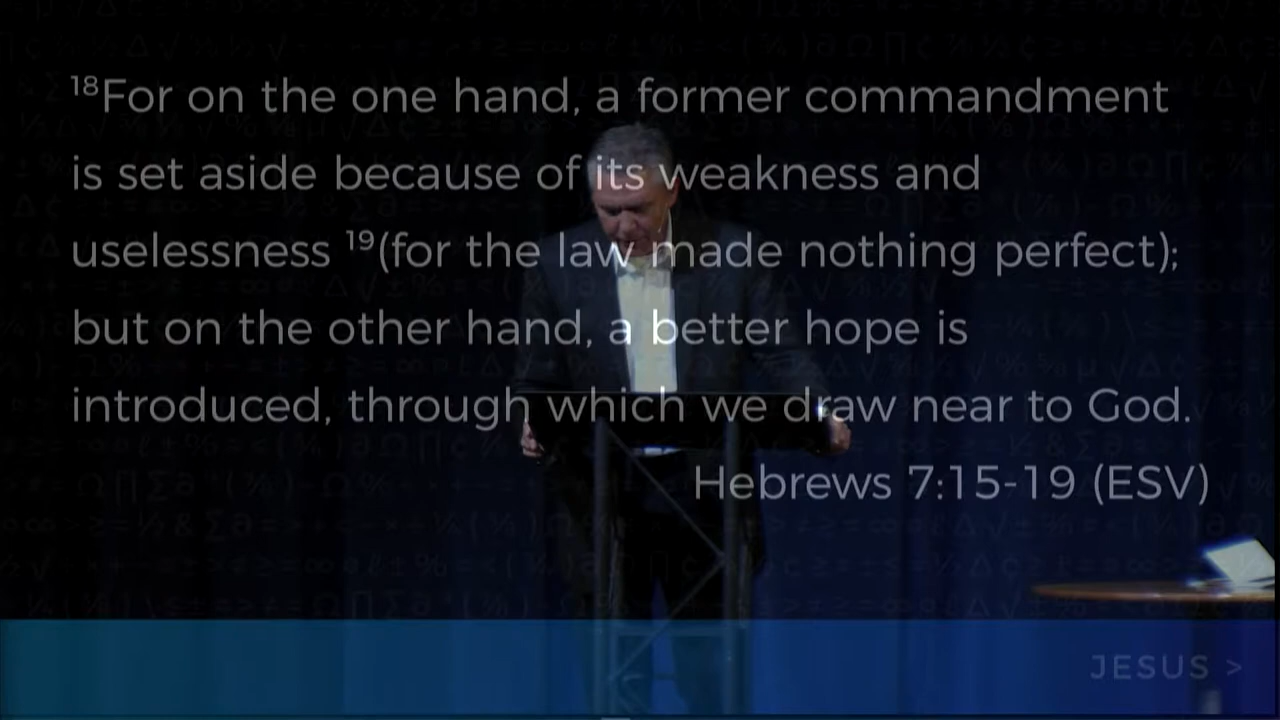 ¹⁸For on the one hand, a former commandment
is set aside because of its weakness and
uselessness ¹⁹(for the law made nothing perfect);
but on the other hand, a better hope is
introduced, through which we draw near to God.
Hebrews 7:15-19 (ESV)
JESUS >